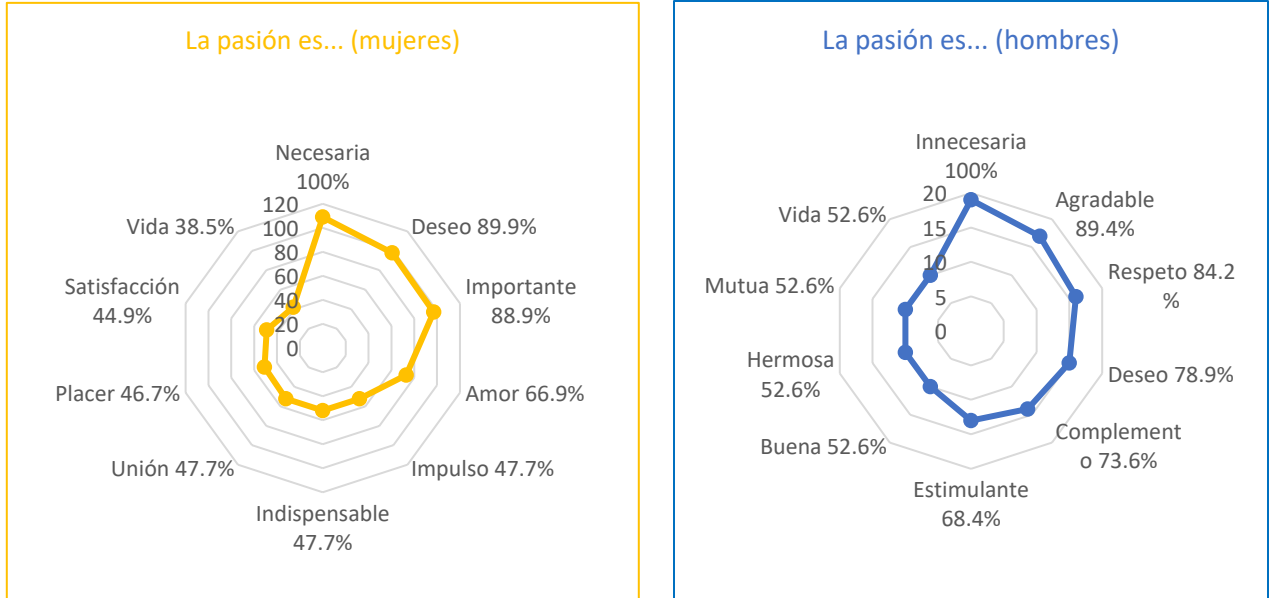 La pasión es... (mujeres)
Necesaria
100%
Deseo 89.9%
Importante
88.9%
Amor 66.9%
Impulso 47.7%
Indispensable
47.7%
Unión 47.7%
Placer 46.7%
Satisfacción
44.9%
Vida 38.5%
120
100
80
60
40
20
0
La pasión es... (hombres)
Innecesaria
100%
Agradable
89.4%
Respeto 84.2
%
Deseo 78.9%
Complement
o 73.6%
Estimulante
68.4%
Buena 52.6%
Hermosa
52.6%
Mutua 52.6%
Vida 52.6%
20
15
10
5
0